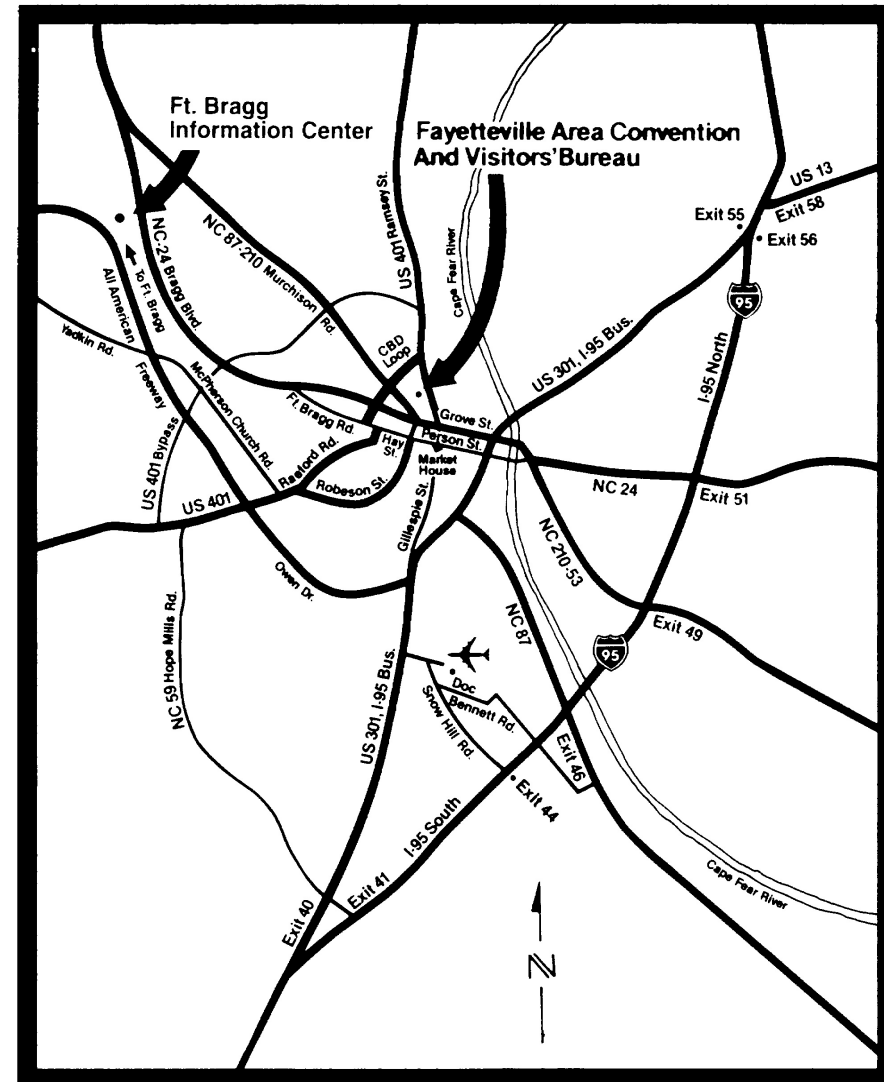 Ft. Bragg
Information Center
Fayetteville Area Convention
And Visitors' Bureau
US 13
Exit 58
Exit 55
Exit 56
95
I-95 North
US 401 Ramsey St.
Cape Fear River
NC-24 Bragg Blvd.
NC 87-210 Murchison
Rd.
To Ft. Bragg
All American
Freeway
Yadkin Rd.
McPherson Church Rd.
CBD
Loop
US 301, I-95 Bus.
Ft. Bragg Rd.
Grove St.
Person St.
Hay
St.
Market
House
US 401 Bypass
Raeford Rd.
Robeson St.
US 401
Gillespie St.
NC 24
Exit 51
Owen Dr.
NC 210-53
NC 87
Exit 49
95
NC 59 Hope Mills Rd.
US 301, I-95 Bus.
Doc
Bennett Rd.
Snow Hill Rd.
Exit 46
Exit 44
I-95 South
Cape Fear River
Exit 41
Exit 40
N